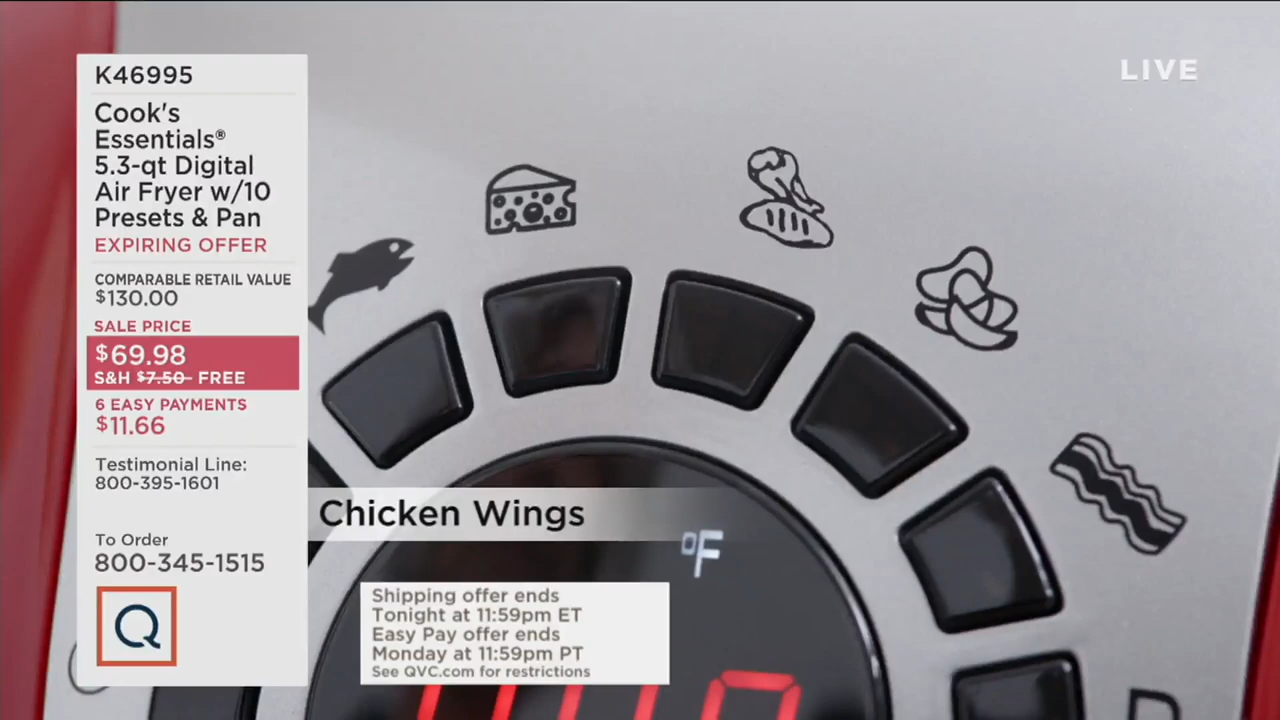 K46995
Cook's
Essentials®
5.3-qt Digital
Air Fryer w/10
Presets & Pan
EXPIRING OFFER
COMPARABLE RETAIL VALUE
$130.00
SALE PRICE
$69.98
S&H $7.50 FREE
6 EASY PAYMENTS
$11.66
Testimonial Line:
800-395-1601
To Order
800-345-1515
Q
LIVE
Chicken Wings
°F
Shipping offer ends
Tonight at 11:59pm ET
Easy Pay offer ends
Monday at 11:59pm PT
See QVC.com for restrictions